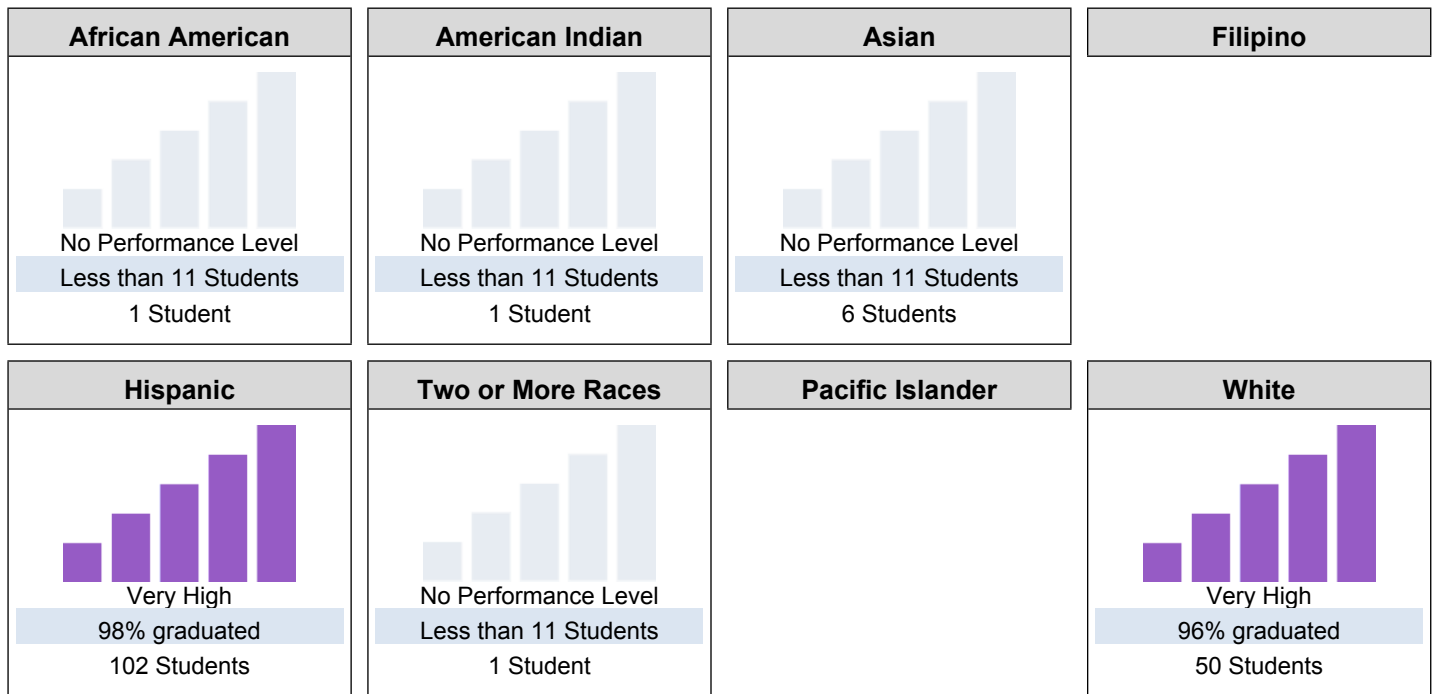 African American
No Performance Level
Less than 11 Students
1 Student
American Indian
No Performance Level
Less than 11 Students
1 Student
Asian
No Performance Level
Less than 11 Students
6 Students
Filipino
Hispanic
Very High
98% graduated
102 Students
Two or More Races
No Performance Level
Less than 11 Students
1 Student
Pacific Islander
White
Very High
96% graduated
50 Students